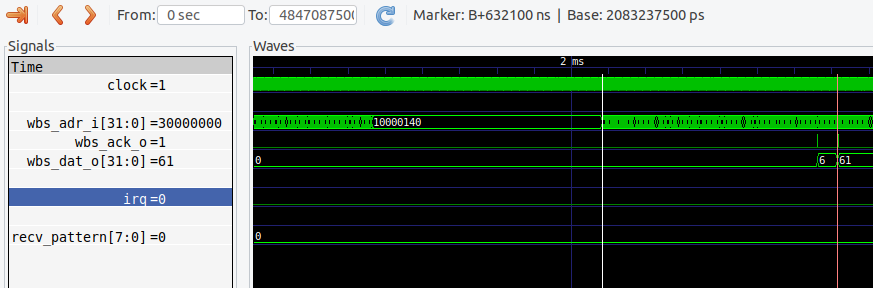 From: 0 sec To: 4847087500 Marker: B+632100 ns | Base: 2083237500 ps
Signals
Waves
Time
2 ms
clock=1
wbs_adr_i[31:0]=30000000
10000140
wbs_ack_o=1
wbs_dat_o[31:0]=61
0
6
61
irq=0
recv_pattern[7:0]=0
0